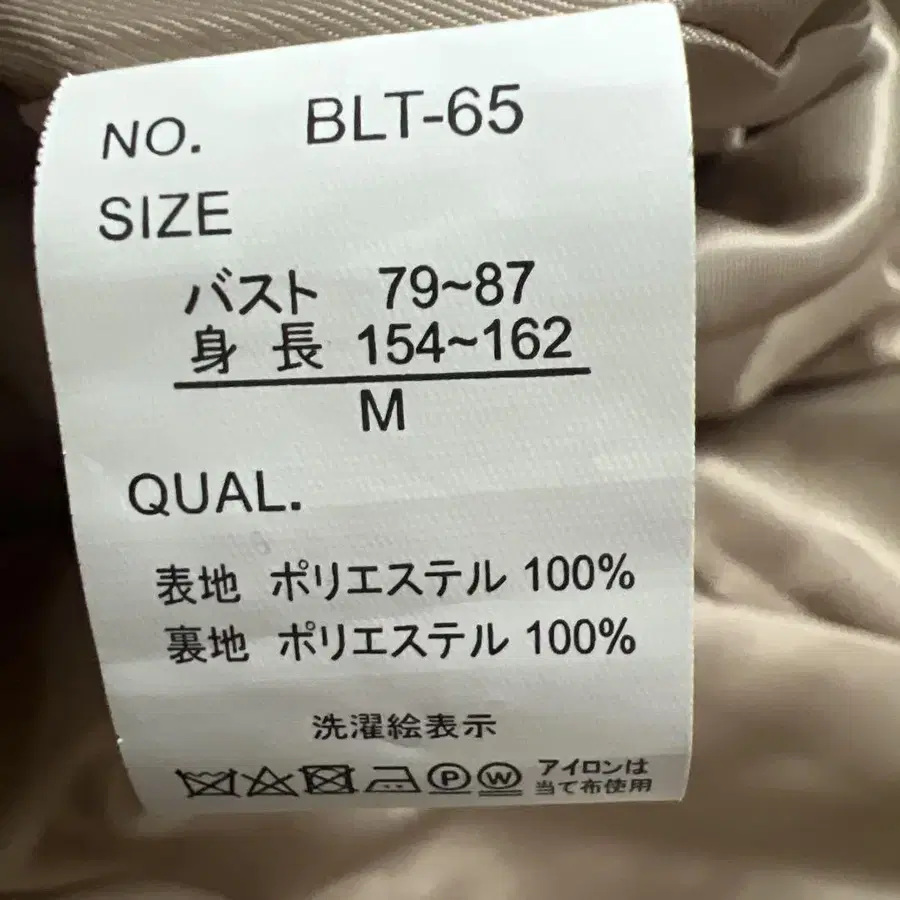 NO. BLT-65
SIZE
バスト 79~87
身長 154~162
M
QUAL.
表地 ポリエステル 100%
裏地 ポリエステル 100%
洗濯絵表示
P W アイロンは
当て布使用